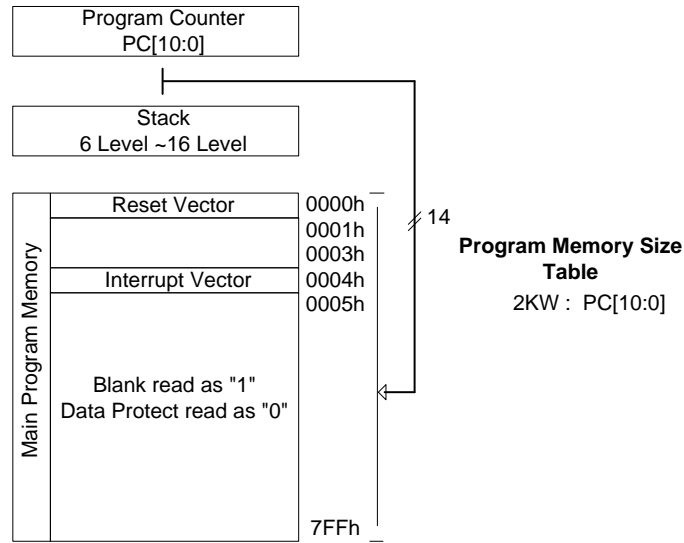 Program Counter
PC[10:0]
Stack
6 Level ~16 Level
Main Program Memory
Reset Vector
0000h
0001h
0003h
Interrupt Vector
0004h
0005h
Blank read as "1"
Data Protect read as "0"
7FFh
14
Program Memory Size
Table
2KW : PC[10:0]